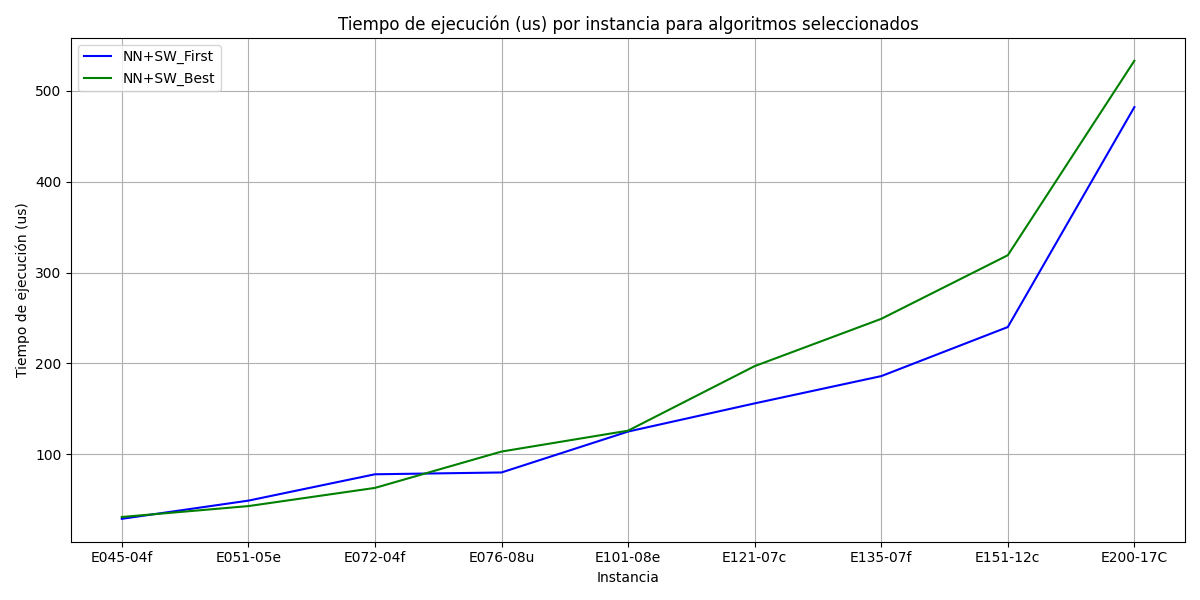 Tiempo de ejecución (us) por instancia para algoritmos seleccionados
NN+SW_First
NN+SW_Best
Tiempo de ejecución (us)
500
400
300
200
100
E045-04f E051-05e E072-04f E076-08u E101-08e E121-07c E135-07f E151-12c E200-17C
Instancia